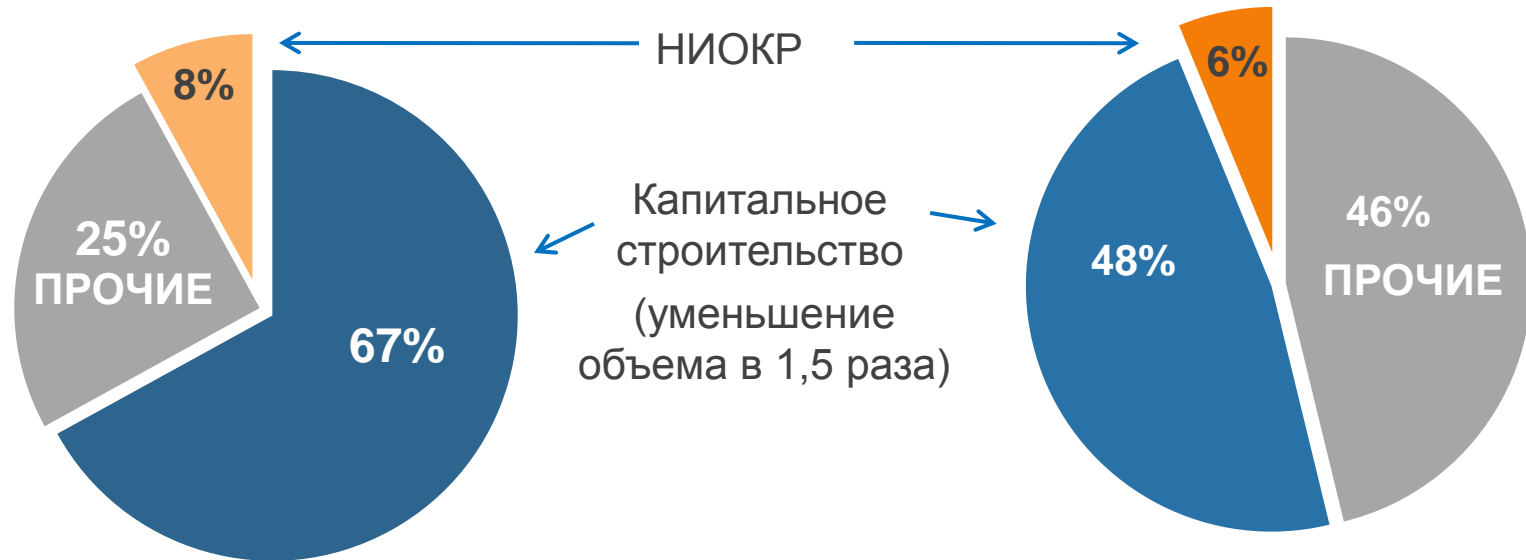 НИОКР
8%
25%
ПРОЧИЕ
67%
Капитальное
строительство
(уменьшение
объема в 1,5 раза)
6%
48%
46%
ПРОЧИЕ